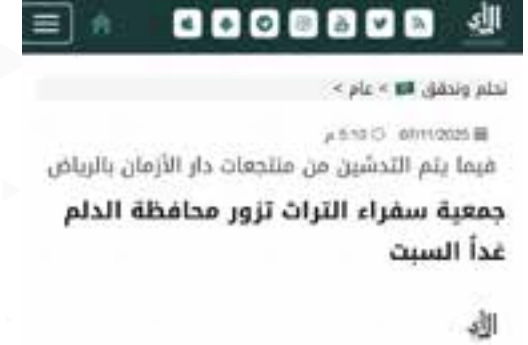 الرأي
نحلم ونحقق > عام >
07/11/2025 5:10 م
فيما يتم التدشين من منتجعات دار الأزمان بالرياض
جمعية سفراء التراث تزور محافظة الدلم
غداً السبت
الرأي